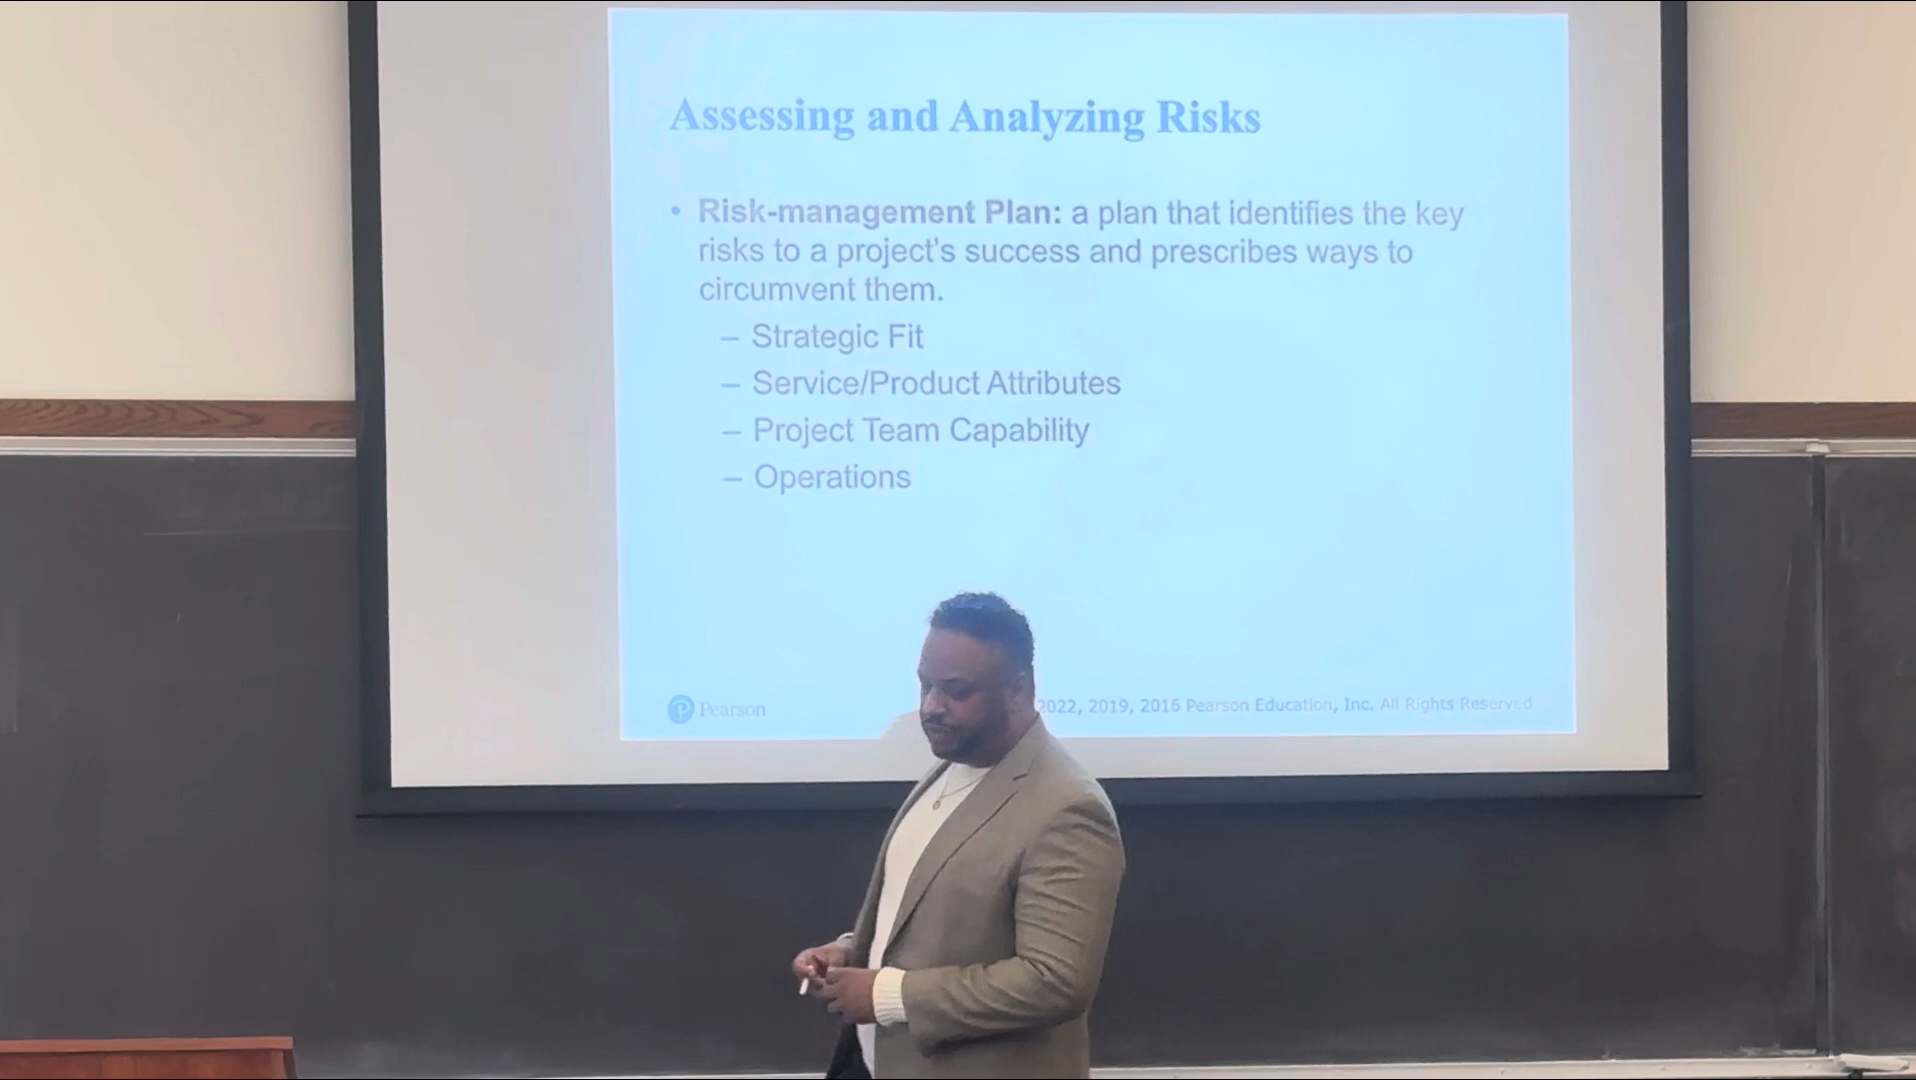 Assessing and Analyzing Risks
• Risk-management Plan: a plan that identifies the key
risks to a project's success and prescribes ways to
circumvent them.
– Strategic Fit
– Service/Product Attributes
– Project Team Capability
– Operations
P Pearson
2022, 2019, 2016 Pearson Education, Inc. All Rights Reserved